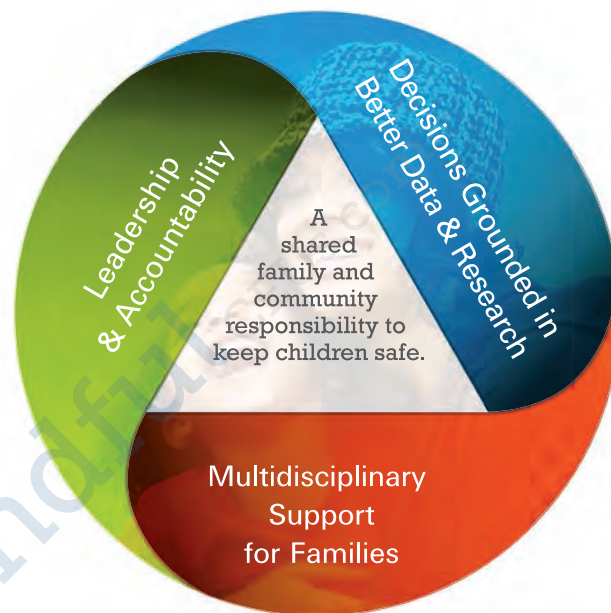 Leadership
& Accountability
Decisions Grounded in
Better Data & Research
A
shared
family and
community
responsibility to
keep children safe.
Multidisciplinary
Support
for Families